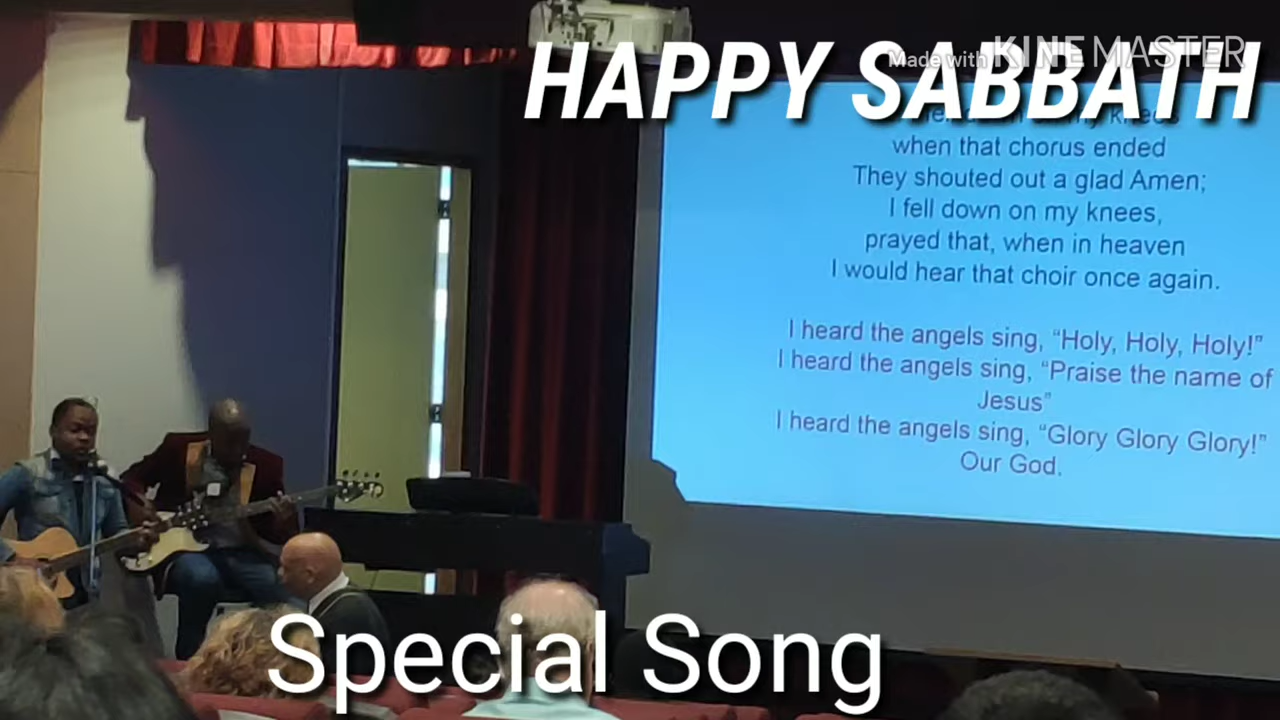 Made with KINEMASTER
HAPPY SABBATH
my knees
when that chorus ended
They shouted out a glad Amen;
I fell down on my knees,
prayed that, when in heaven
I would hear that choir once again.
I heard the angels sing, “Holy, Holy, Holy!”
I heard the angels sing, “Praise the name of
Jesus”
I heard the angels sing, “Glory Glory Glory!”
Our God.
Special Song